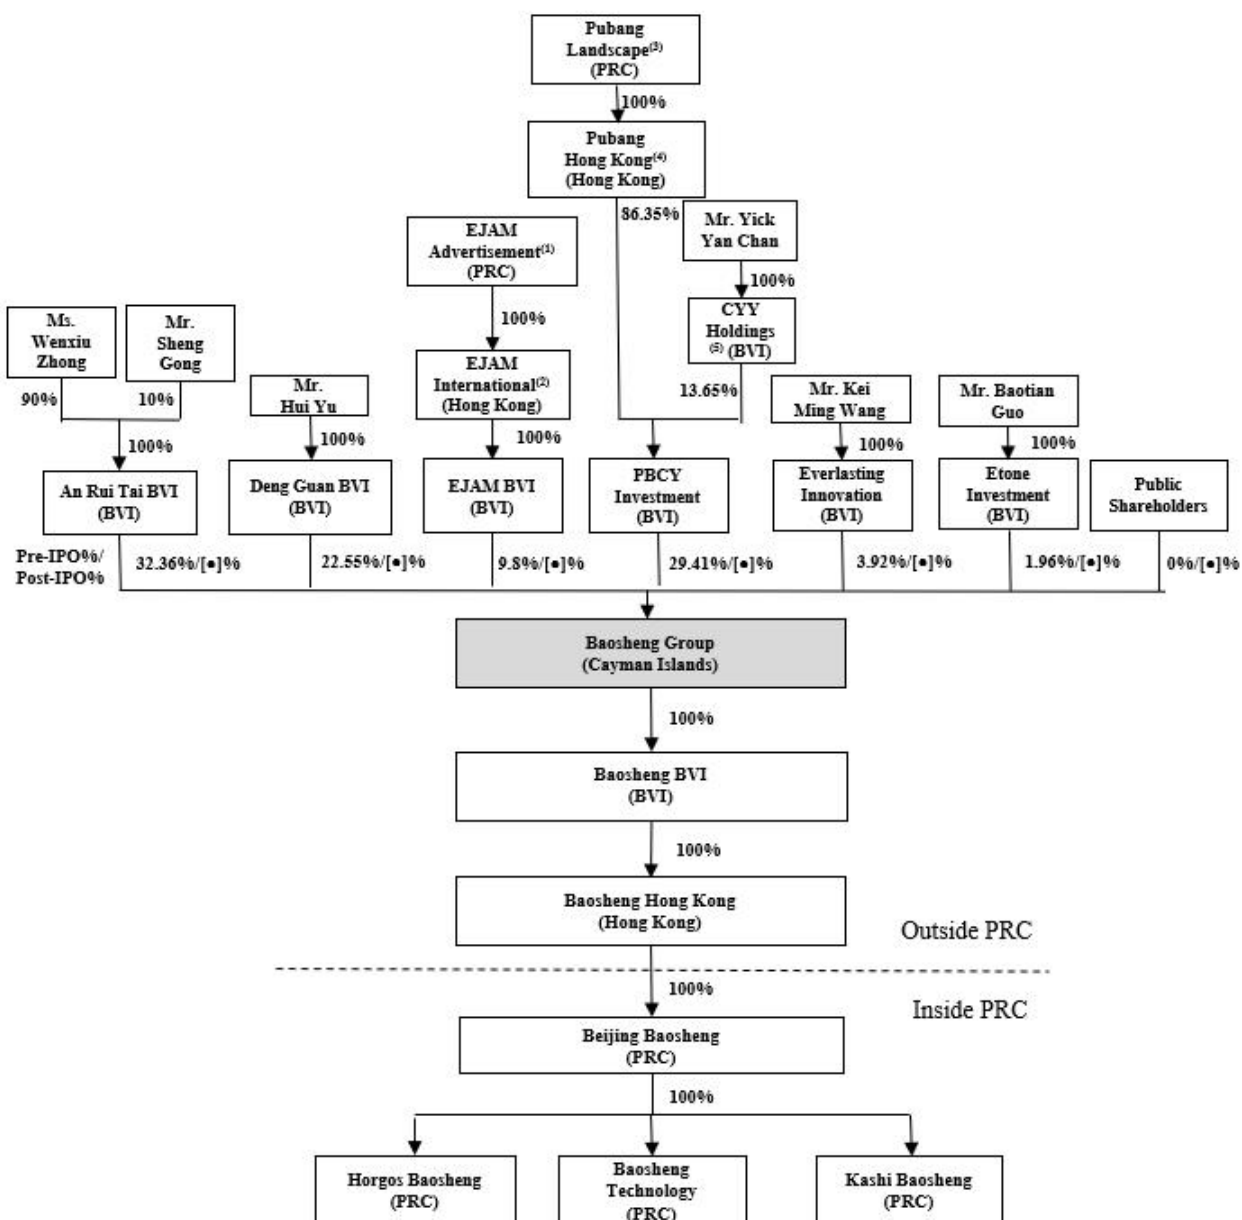 Pubang
Landscape(3)
(PRC)
100%
Pubang
Hong Kong(4)
(Hong Kong)
86.35%
Mr. Yick
Yan Chan
EJAM
Advertisement(1)
(PRC)
100%
CYY
Holdings
(5) (BVI)
Ms.
Wenxiu
Zhong
Mr.
Sheng
Gong
100%
EJAM
International(2)
(Hong Kong)
90%
10%
Mr.
Hui Yu
13.65%
Mr. Kei
Ming Wang
Mr. Baotian
Guo
100%
100%
100%
100%
100%
An Rui Tai BVI
(BVI)
Deng Guan BVI
(BVI)
EJAM BVI
(BVI)
PBCY
Investment
(BVI)
Everlasting
Innovation
(BVI)
Etone
Investment
(BVI)
Public
Shareholders
Pre-IPO%/
Post-IPO%
32.36%/[●]%
22.55%/[●]%
9.8%/[●]%
29.41%/[●]%
3.92%/[●]%
1.96%/[●]%
0%/[●]%
Baosheng Group
(Cayman Islands)
100%
Baosheng BVI
(BVI)
100%
Baosheng Hong Kong
(Hong Kong)
Outside PRC
100%
Inside PRC
Beijing Baosheng
(PRC)
100%
Horgos Baosheng
(PRC)
Baosheng
Technology
(PRC)
Kashi Baosheng
(PRC)